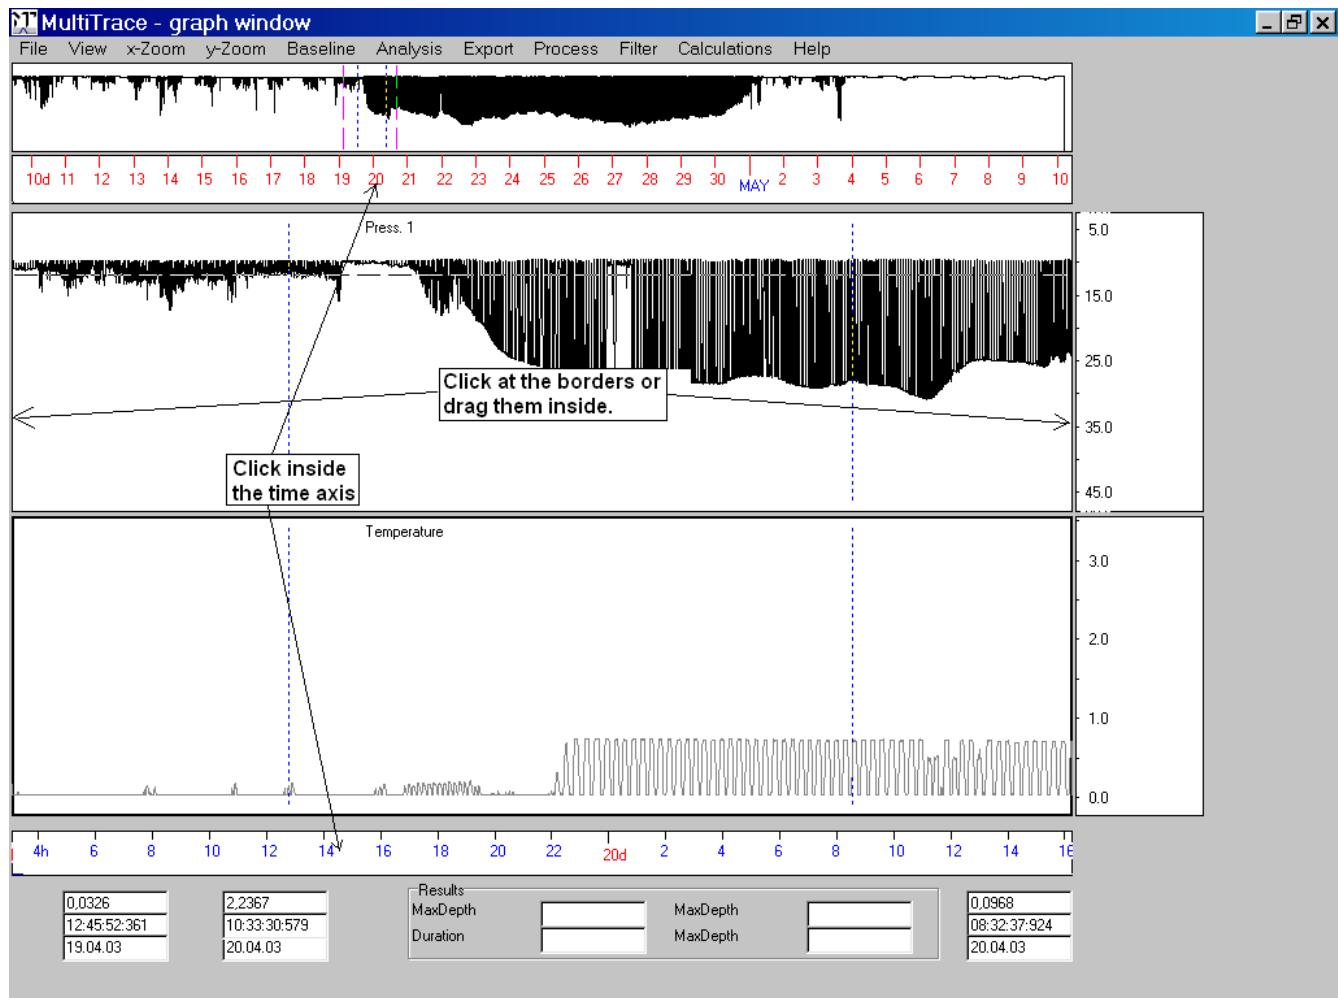 MultiTrace - graph window
File View x-Zoom y-Zoom Baseline Analysis Export Process Filter Calculations Help
10d 11 12 13 14 15 16 17 18 19 20 21 22 23 24 25 26 27 28 29 30 MAY 2 3 4 5 6 7 8 9 10
Press. 1
5.0
15.0
25.0
35.0
45.0
Click at the borders or
drag them inside.
Click inside
the time axis
Temperature
3.0
2.0
1.0
0.0
4h 6 8 10 12 14 16 18 20 22 20d 2 4 6 8 10 12 14 16
0,0326
12:45:52:361
19.04.03
2,2367
10:33:30:579
20.04.03
Results
MaxDepth MaxDepth
Duration MaxDepth
0,0968
08:32:37:924
20.04.03